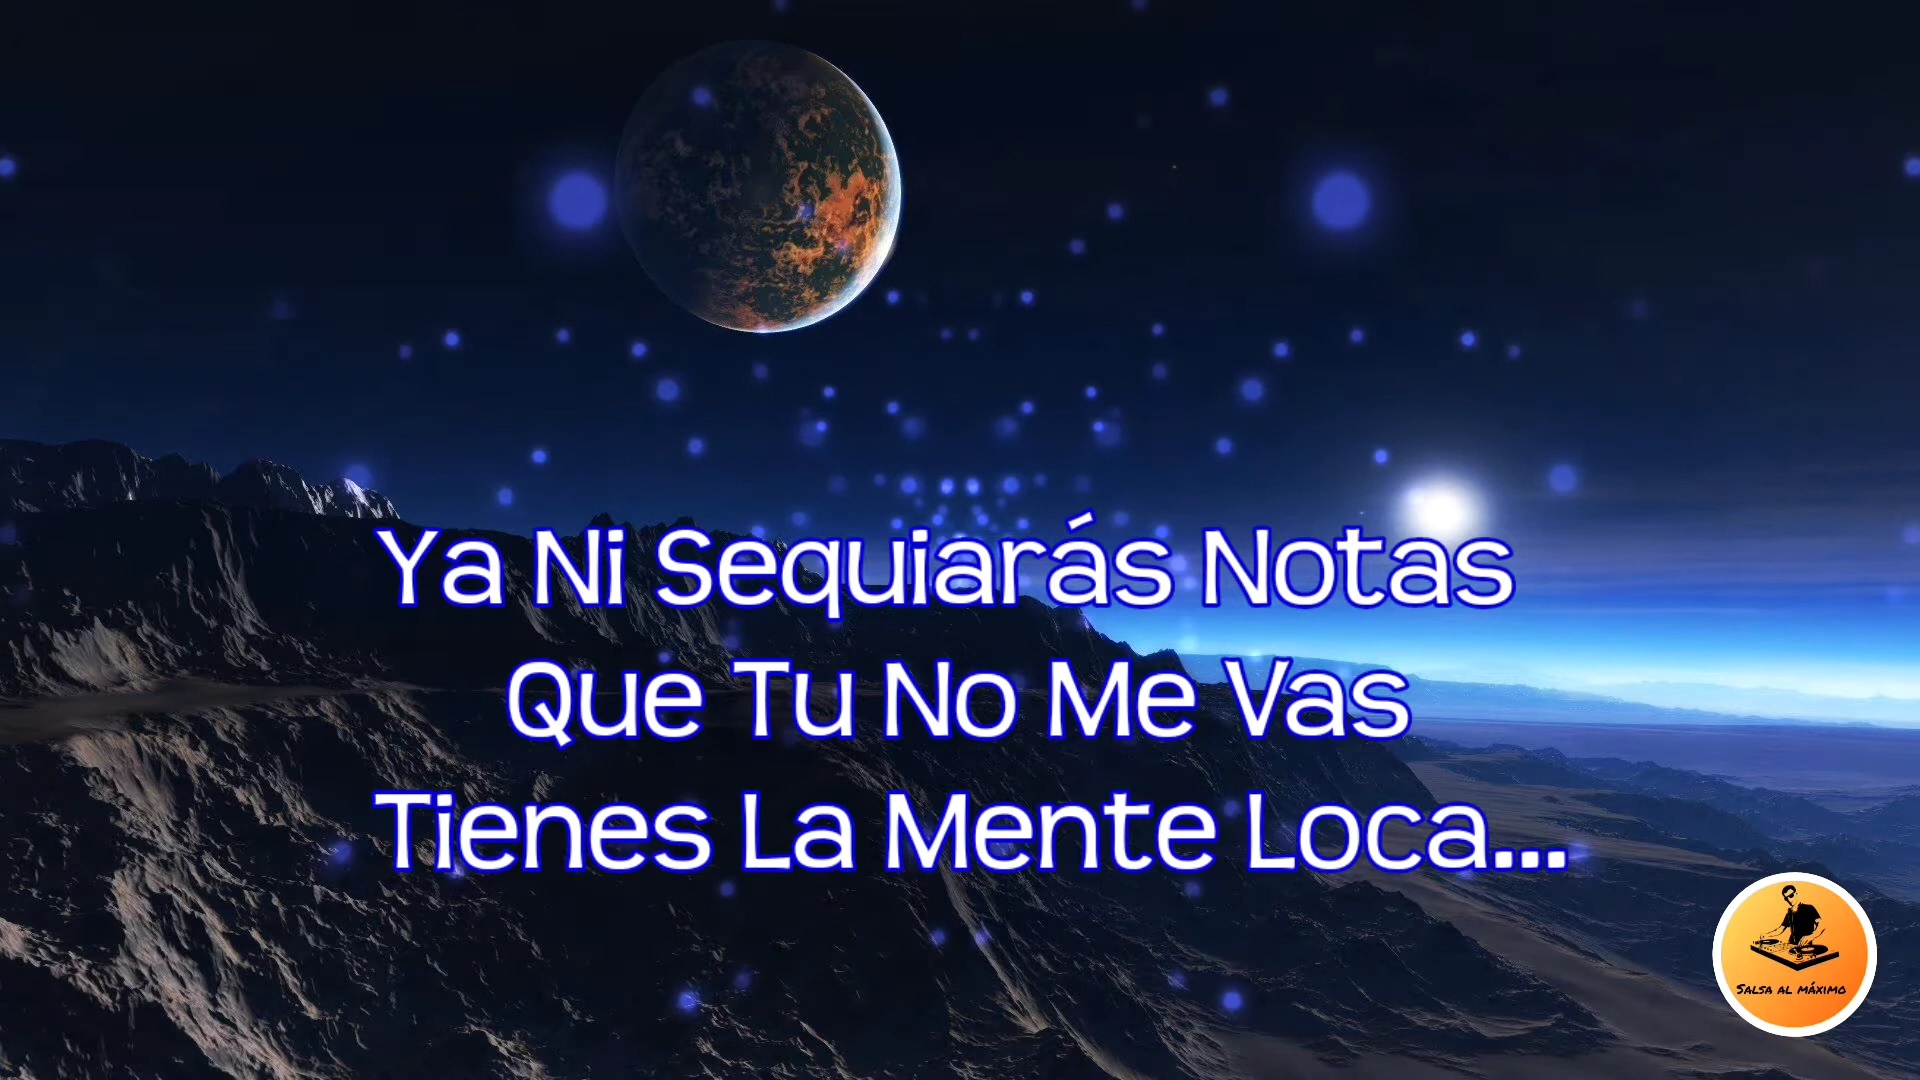 Ya Ni Sequiarás Notas
Que Tu No Me Vas
Tienes La Mente Loca...
Salsa al máximo